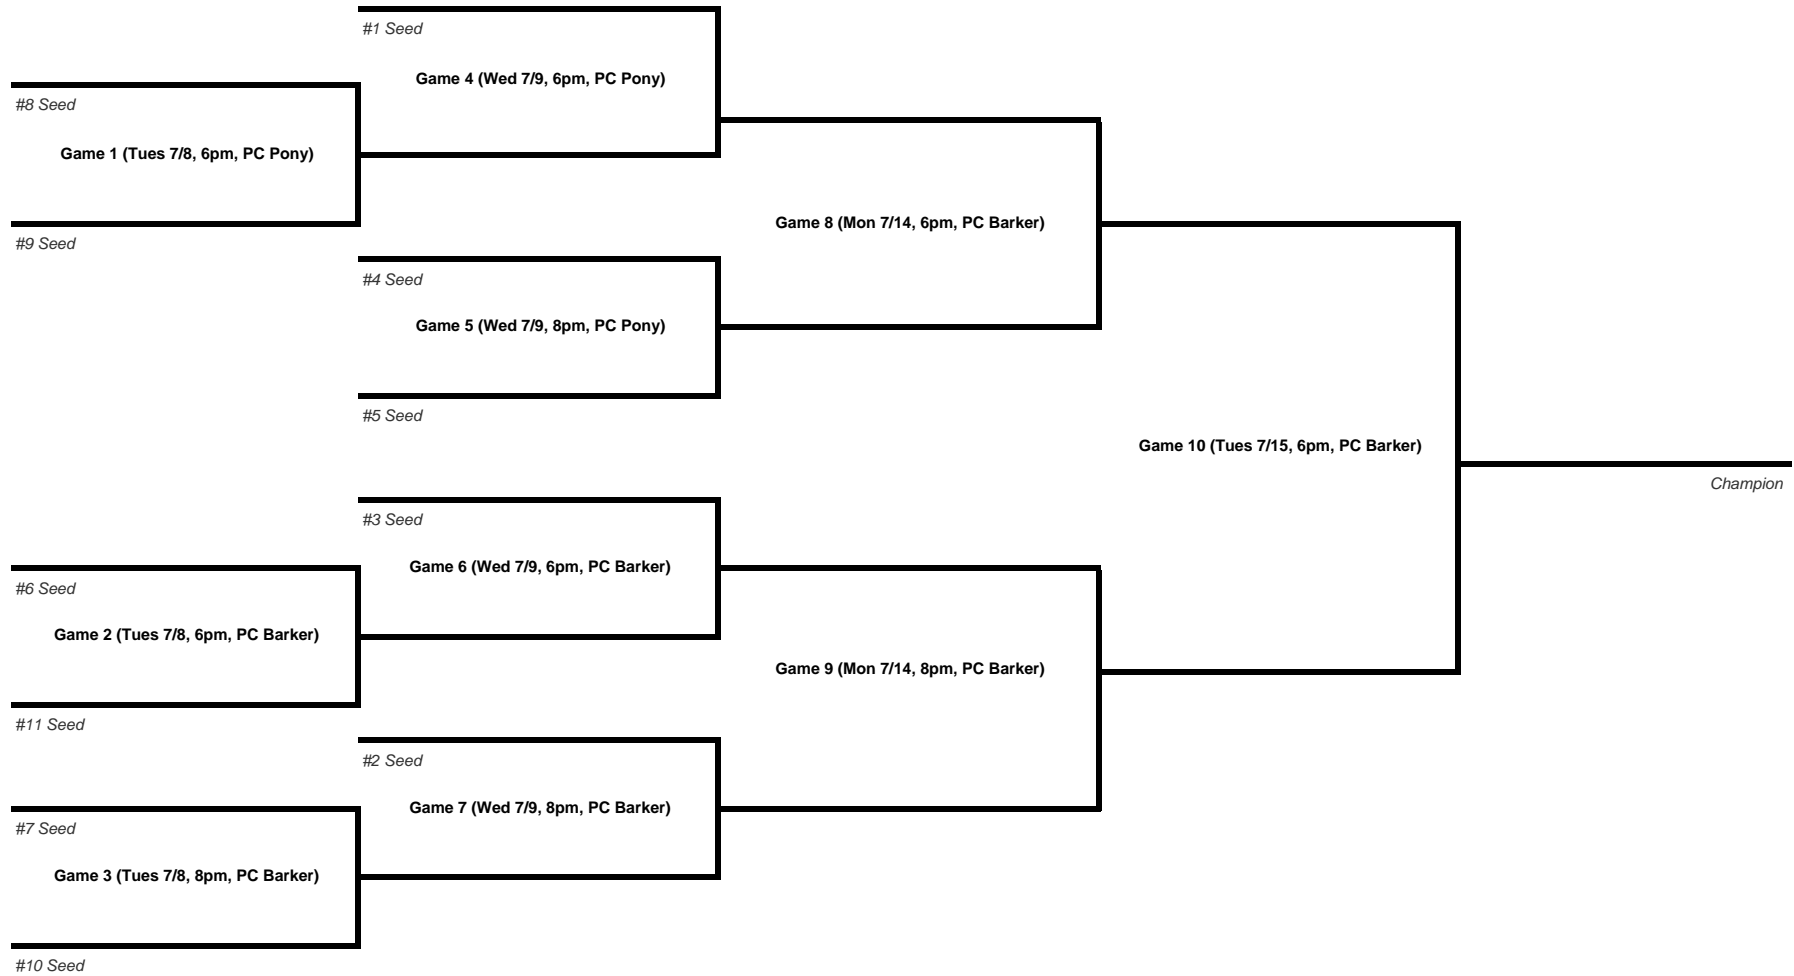 #1 Seed
Game 4 (Wed 7/9, 6pm, PC Pony)
#8 Seed
Game 1 (Tues 7/8, 6pm, PC Pony)
#9 Seed
Game 8 (Mon 7/14, 6pm, PC Barker)
#4 Seed
Game 5 (Wed 7/9, 8pm, PC Pony)
#5 Seed
Game 10 (Tues 7/15, 6pm, PC Barker)
Champion
#3 Seed
Game 6 (Wed 7/9, 6pm, PC Barker)
#6 Seed
Game 2 (Tues 7/8, 6pm, PC Barker)
#11 Seed
Game 9 (Mon 7/14, 8pm, PC Barker)
#2 Seed
Game 7 (Wed 7/9, 8pm, PC Barker)
#7 Seed
Game 3 (Tues 7/8, 8pm, PC Barker)
#10 Seed